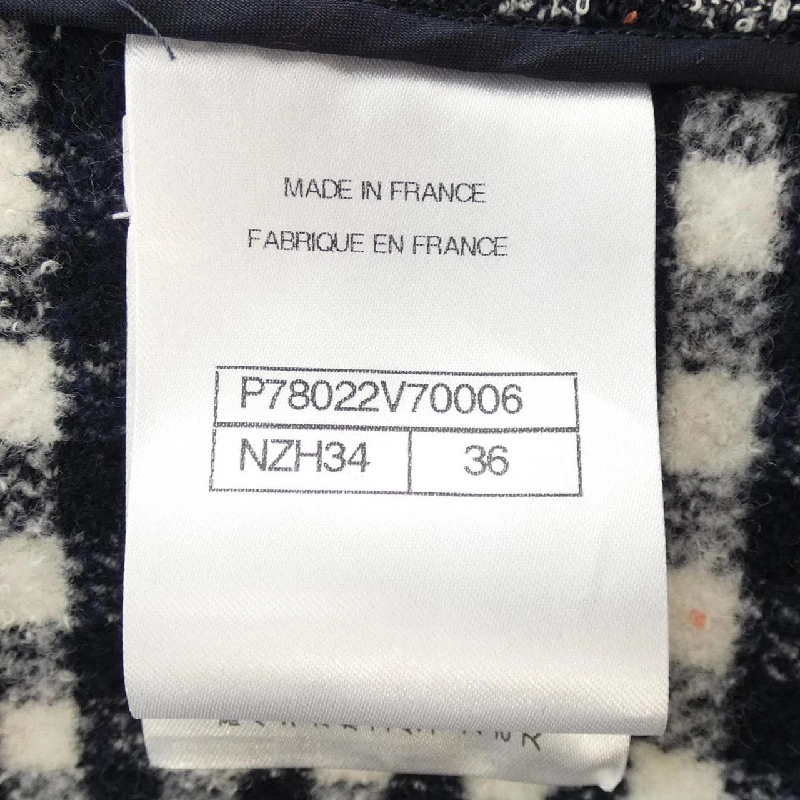 MADE IN FRANCE
FABRIQUE EN FRANCE
P78022V70006
NZH34 36